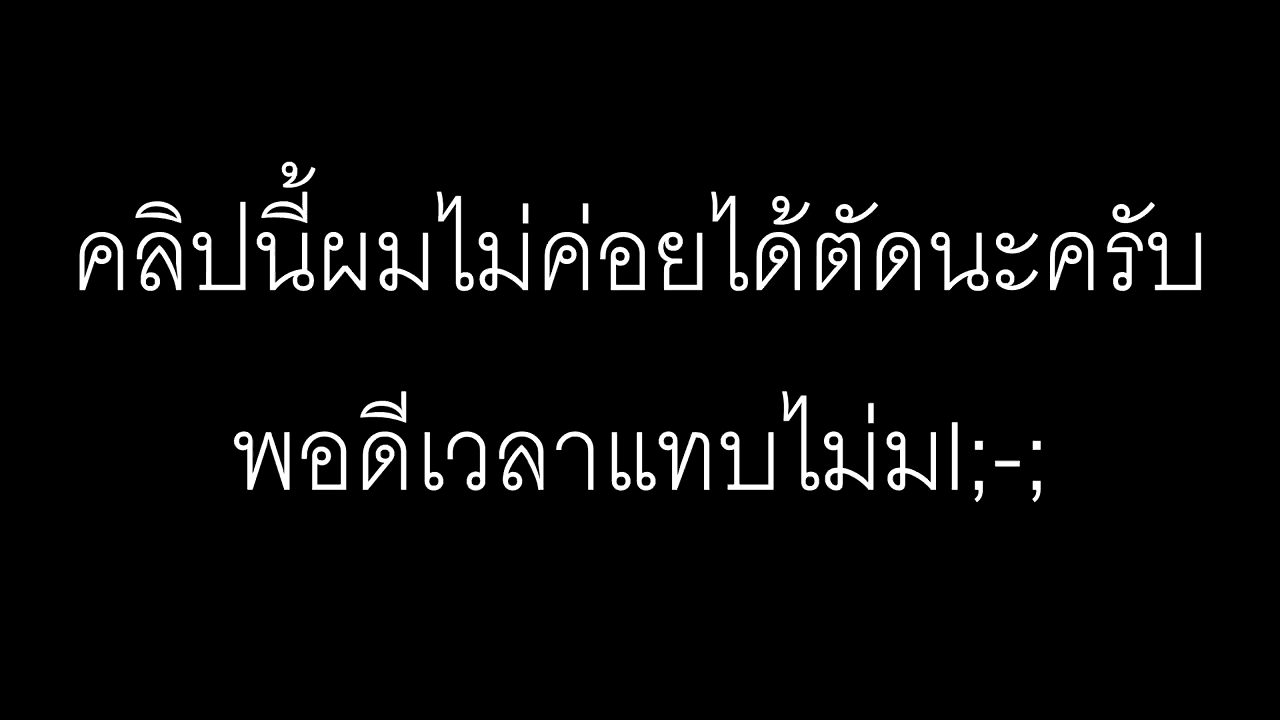 คลิปนี้ผมไม่ค่อยได้ตัดนะครับ
พอดีเวลาแทบไม่มl;-;